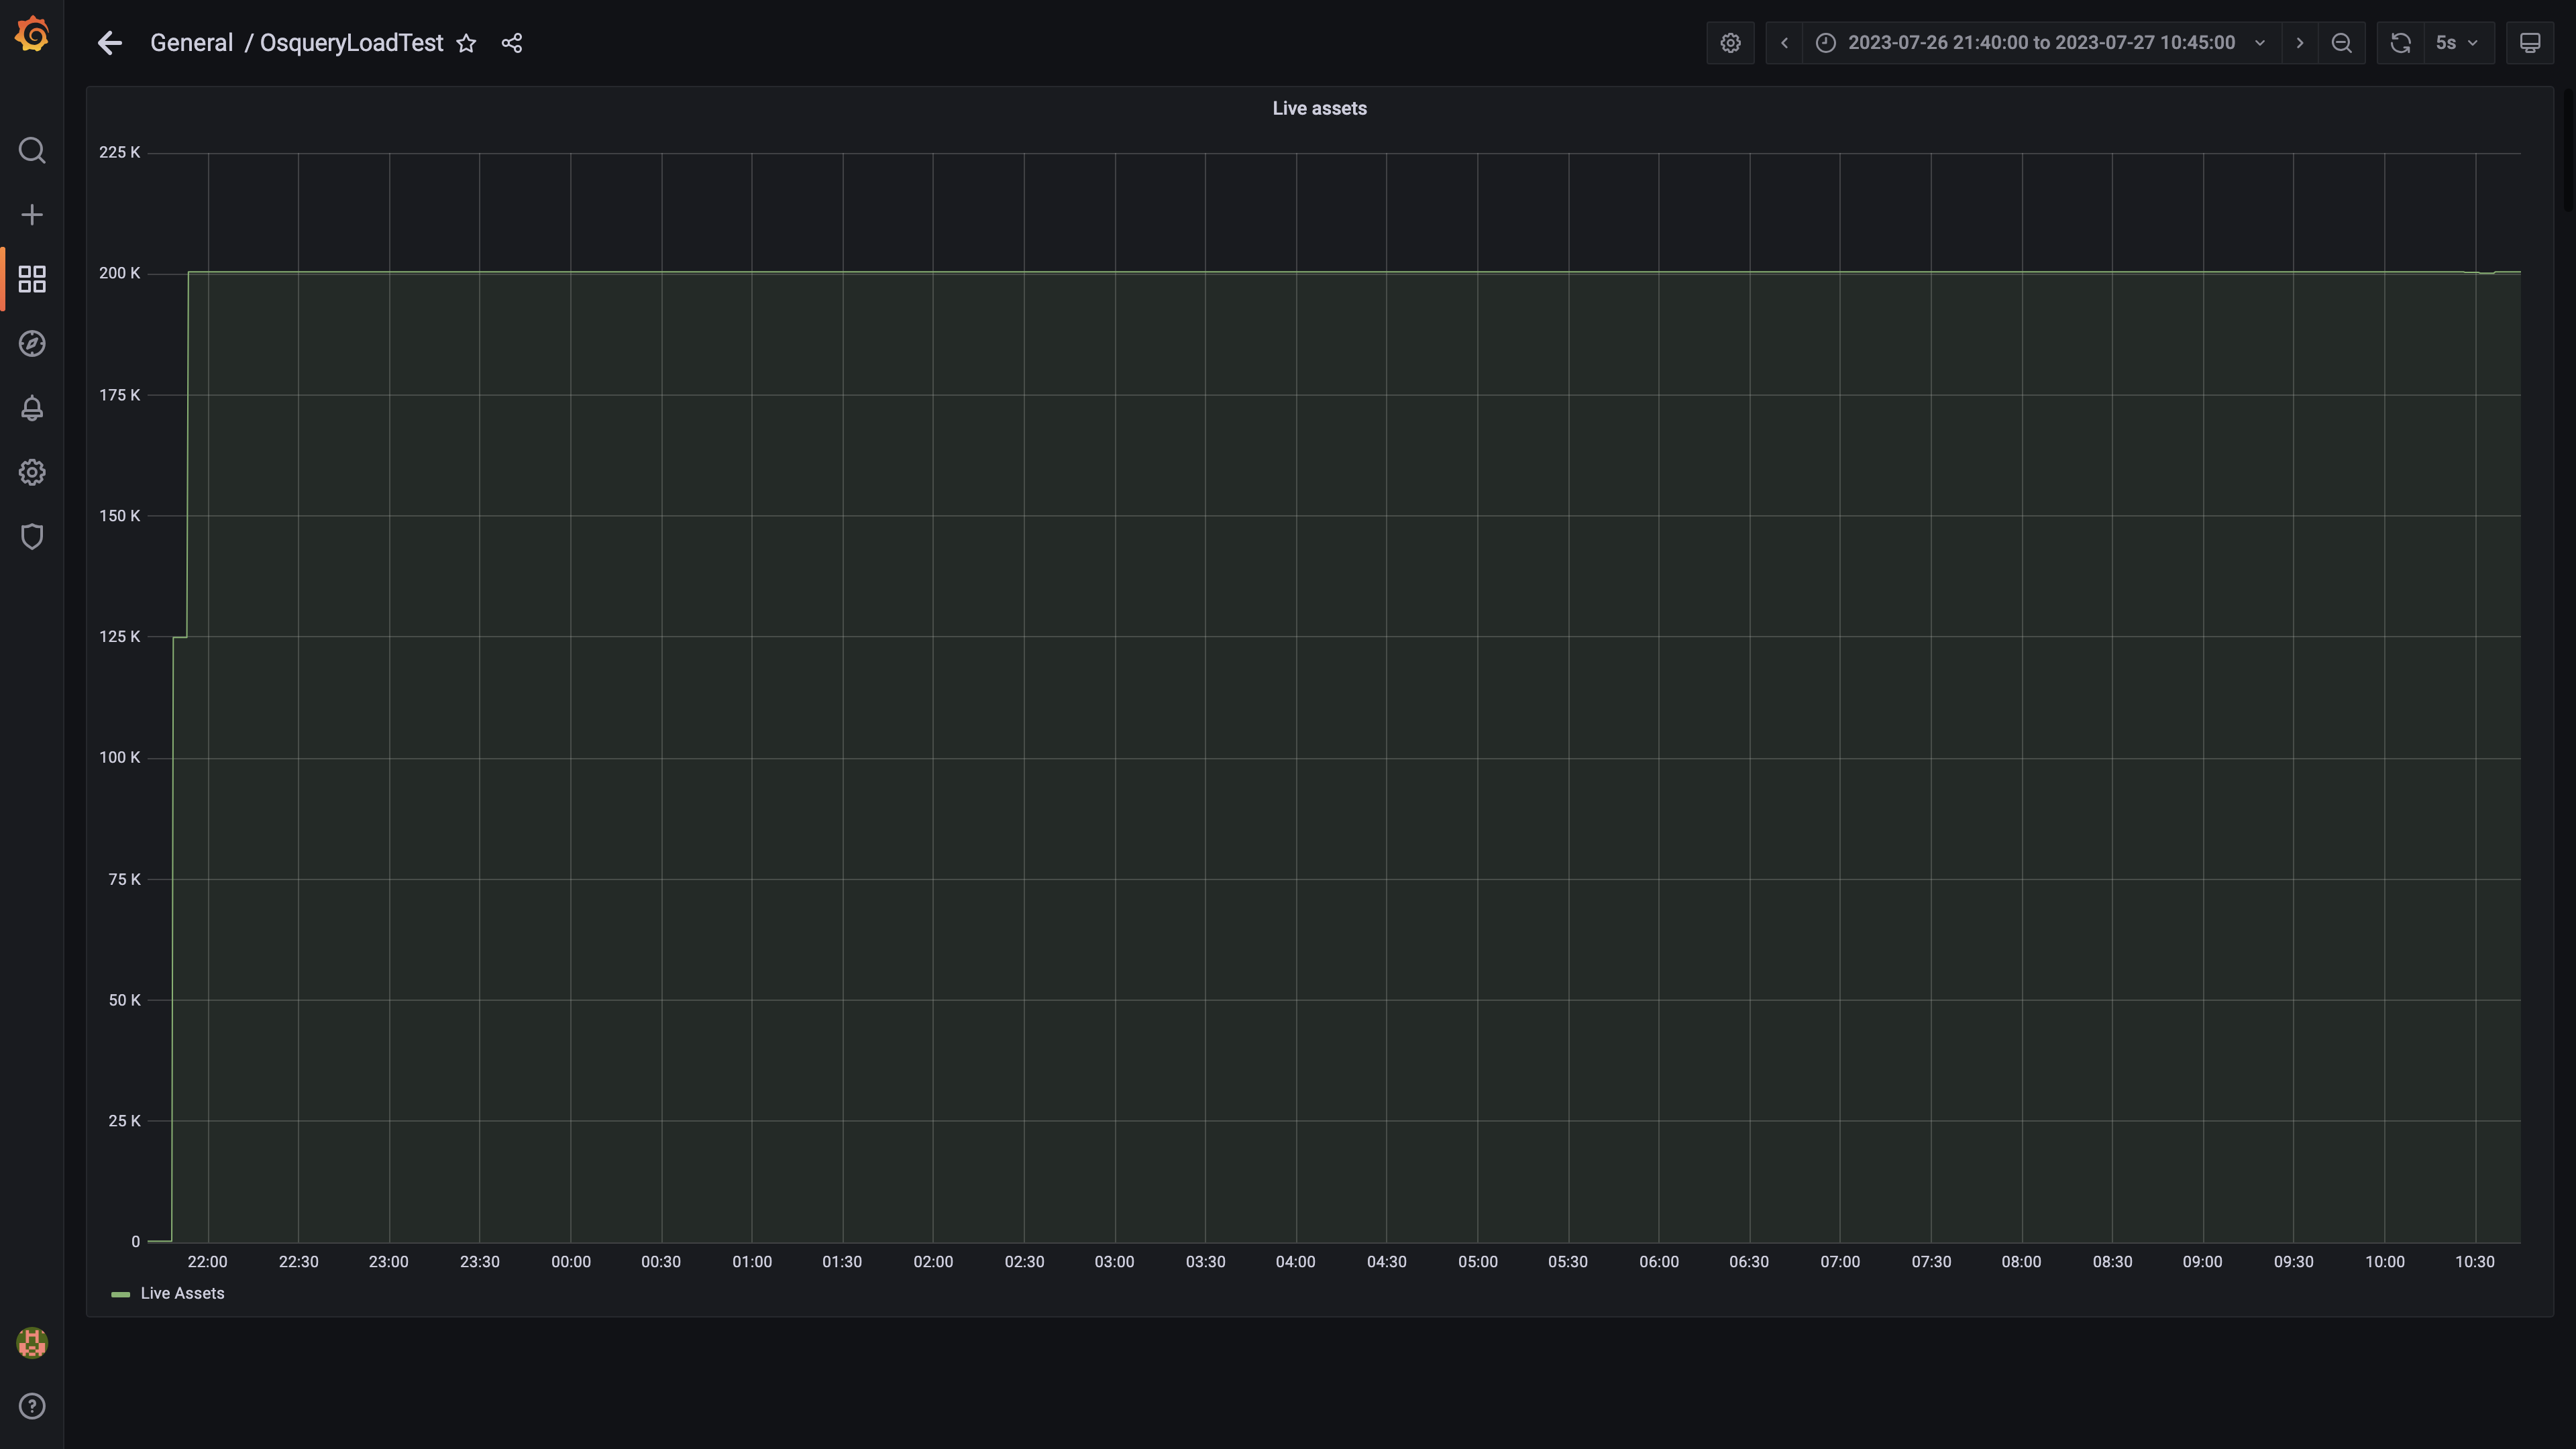 General / OsqueryLoadTest
2023-07-26 21:40:00 to 2023-07-27 10:45:00
5s
Live assets
225 K
200 K
175 K
150 K
125 K
100 K
75 K
50 K
25 K
0
22:00 22:30 23:00 23:30 00:00 00:30 01:00 01:30 02:00 02:30 03:00 03:30 04:00 04:30 05:00 05:30 06:00 06:30 07:00 07:30 08:00 08:30 09:00 09:30 10:00 10:30
Live Assets